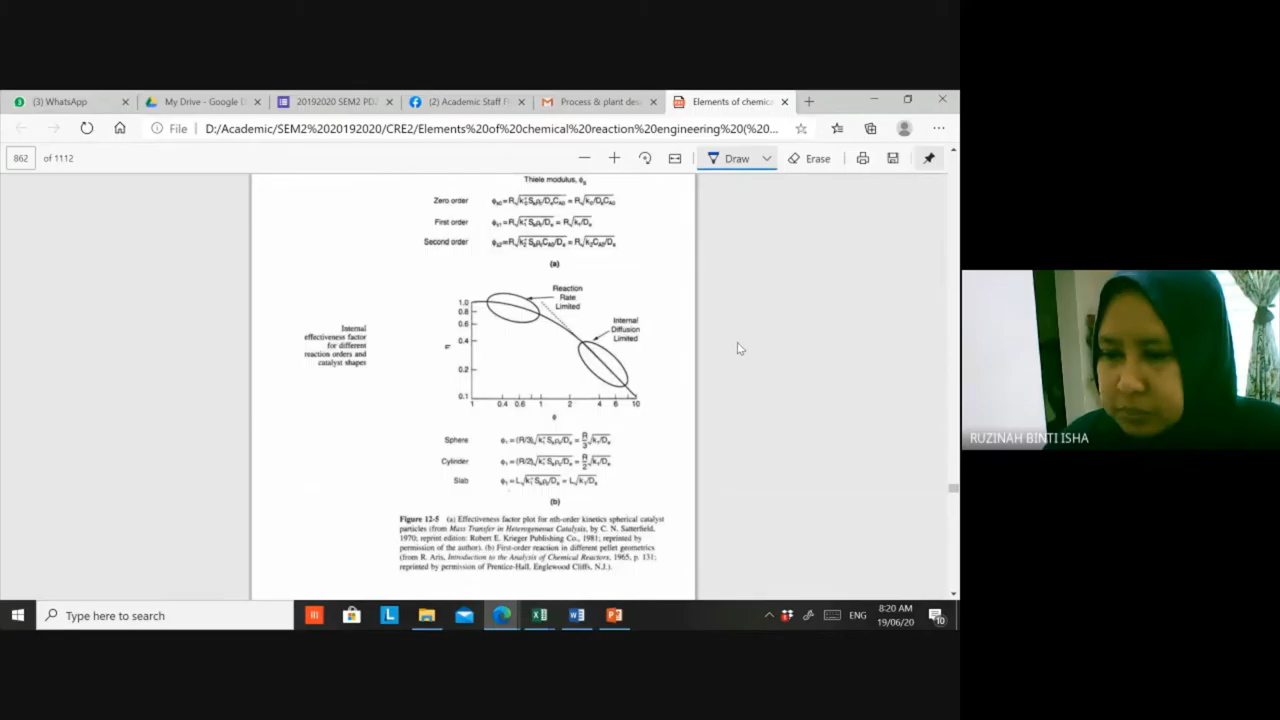 (3) WhatsApp
My Drive - Google D
20192020 SEM2 PD
(2) Academic Staff F
Process & plant des
Elements of chemica
File D:/Academic/SEM2%2020192020/CRE2/Elements%20of%20chemical%20reaction%20engineering%20(%20...
862 of 1112
Draw
Erase
Thiele modulus,
Zero order
First order
Second order
(a)
Reaction
Rate
Limited
Internal
Diffusion
Limited
1.0
0.8
0.6
0.4
0.2
0.1
η
1 0.4 0.6 1 2 4 6 10
Internal
effectiveness factor
for different
reaction orders and
catalyst shapes
Sphere
Cylinder
Slab
(b)
Figure 12-5 (a) Effectiveness factor plot for nth-order kinetics spherical catalyst
particles (from Mass Transfer in Heterogeneous Catalysis, by C. N. Satterfield,
1970; reprint edition: Robert E. Krieger Publishing Co., 1981; reprinted by
permission of the author). (b) First-order reaction in different pellet geometries
(from R. Aris, Introduction to the Analysis of Chemical Reactors, 1965, p. 131;
reprinted by permission of Prentice-Hall, Englewood Cliffs, N.J.).
RUZINAH BINTI ISHA
Type here to search
ENG
8:20 AM
19/06/20
10